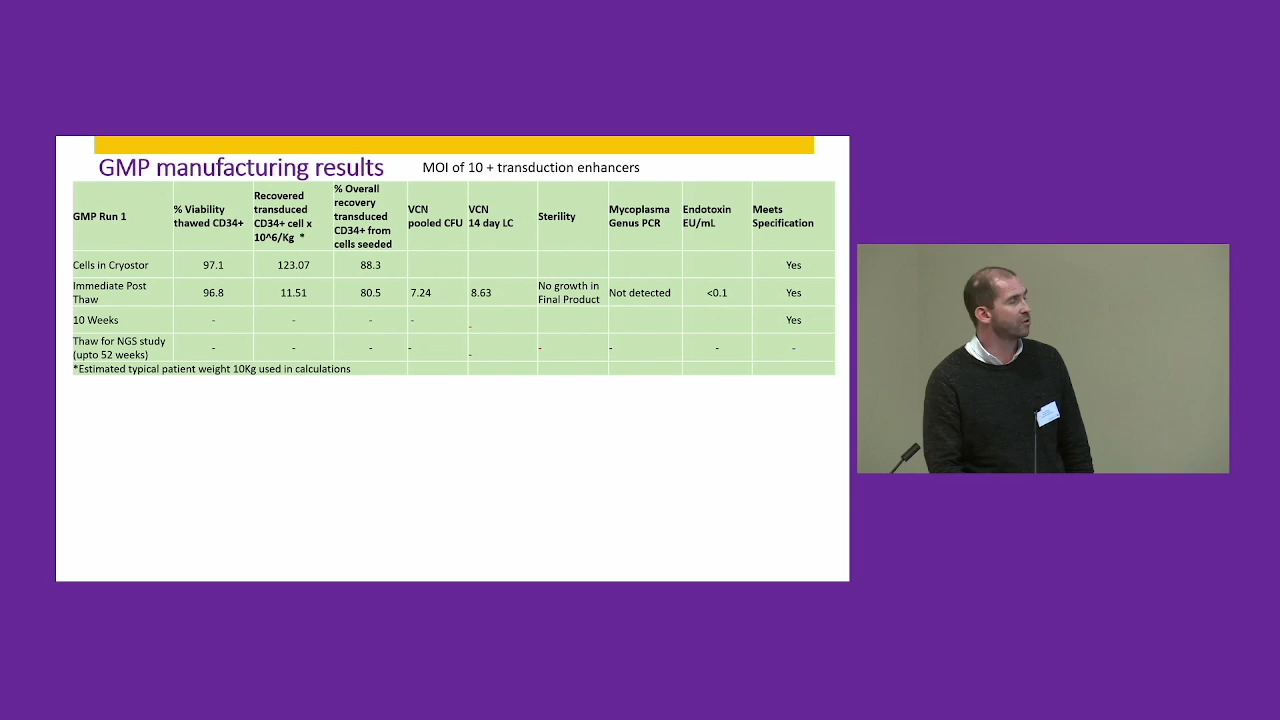 GMP manufacturing results
MOI of 10 + transduction enhancers
GMP Run 1
% Viability
thawed CD34+
Recovered
transduced
CD34+ cell x
10^6/Kg *
% Overall
recovery
transduced
CD34+ from
cells seeded
VCN
pooled CFU
VCN
14 day LC
Sterility
Mycoplasma
Genus PCR
Endotoxin
EU/mL
Meets
Specification
Cells in Cryostor
97.1
123.07
88.3
Yes
Immediate Post
Thaw
96.8
11.51
80.5
7.24
8.63
No growth in
Final Product
Not detected
<0.1
Yes
10 Weeks
-
-
-
-
-
Yes
Thaw for NGS study
(upto 52 weeks)
-
-
-
-
-
-
-
-
-
*Estimated typical patient weight 10Kg used in calculations